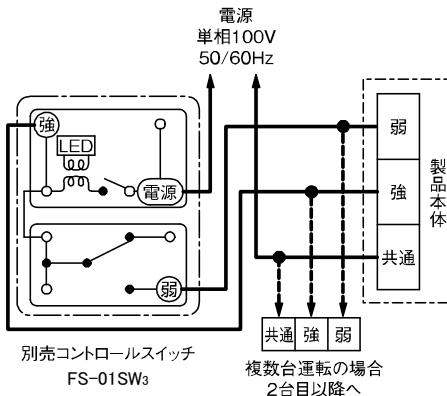 電源
単相100V
50/60Hz
強
LED
電源
弱
弱
強
共通
製品本体
共通 強 弱
別売コントロールスイッチ
FS-01SW3
複数台運転の場合
2台目以降へ